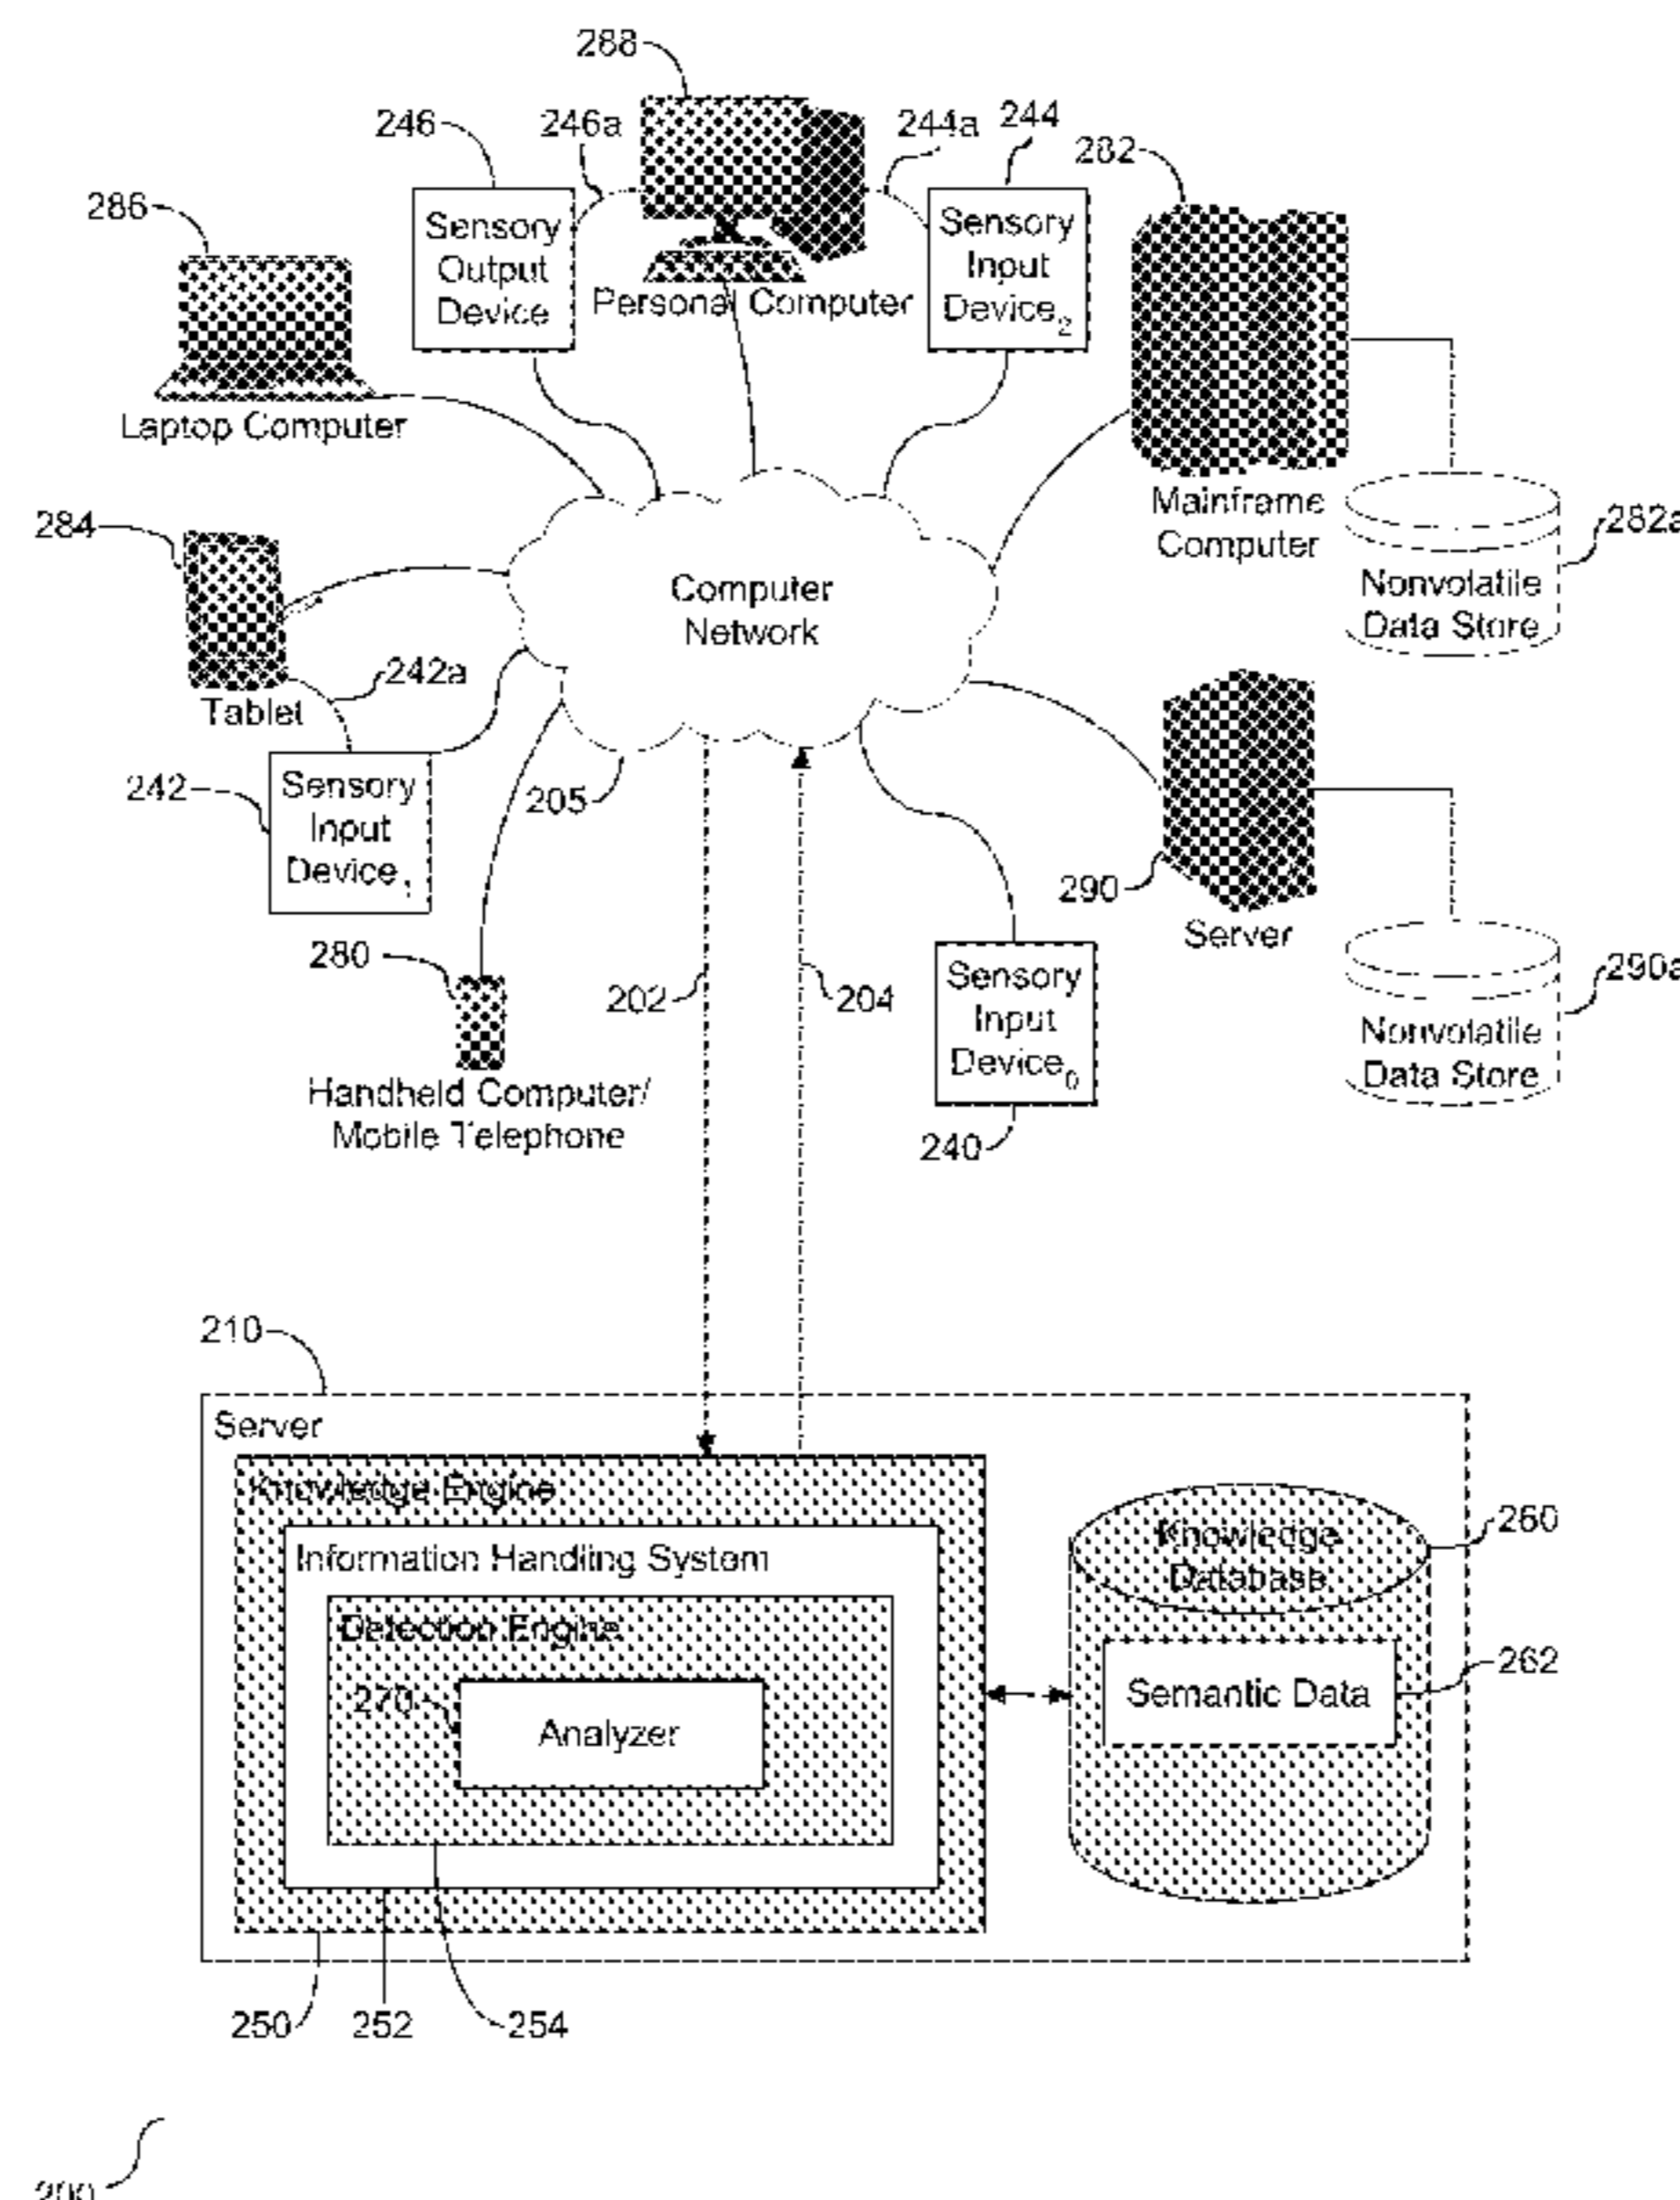 288
246
246a
244a
244
282
286
Sensory
Output
Device
Sensory
Input
Device2
Personal Computer
Laptop Computer
Mainframe
Computer
282a
284
Nonvolatile
Data Store
Computer
Network
242a
Tablet
242
Sensory
Input
Device1
205
290
Server
280
202
204
Sensory
Input
Device0
290a
Nonvolatile
Data Store
Handheld Computer/
Mobile Telephone
240
210
Server
Knowledge Engine
Information Handling System
Detection Engine
270
Analyzer
Knowledge
Database
260
Semantic Data
262
250
252
254
200